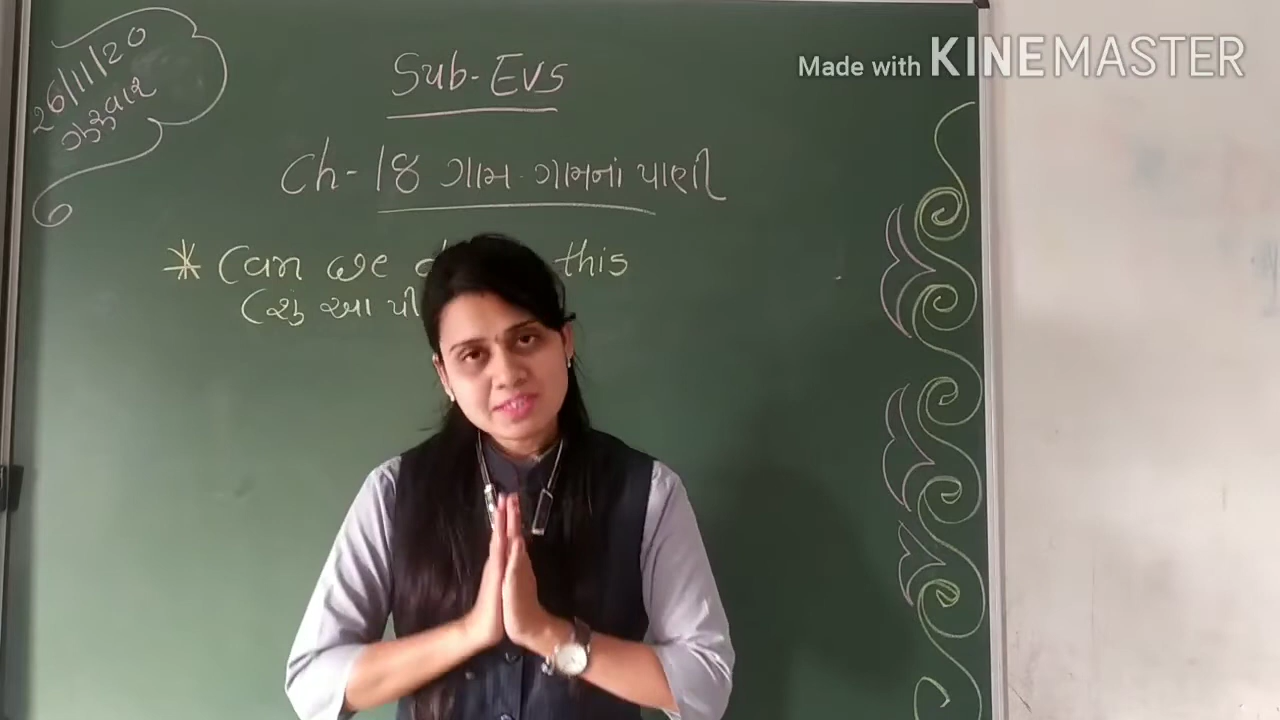 Made with KINEMASTER
26/11/20
ગુરૂવાર
Sub-EVS
Ch-18 ગામ-ગામનાં પાણી
* Can we this
(શું આ